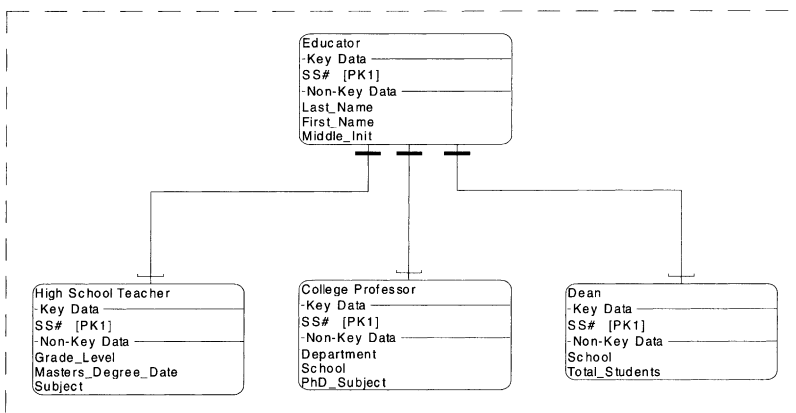 Educator
-Key Data
SS# [PK1]
-Non-Key Data
Last_Name
First_Name
Middle_Init
High School Teacher
-Key Data
SS# [PK1]
-Non-Key Data
Grade_Level
Masters_Degree_Date
Subject
College Professor
-Key Data
SS# [PK1]
-Non-Key Data
Department
School
PhD_Subject
Dean
-Key Data
SS# [PK1]
-Non-Key Data
School
Total_Students